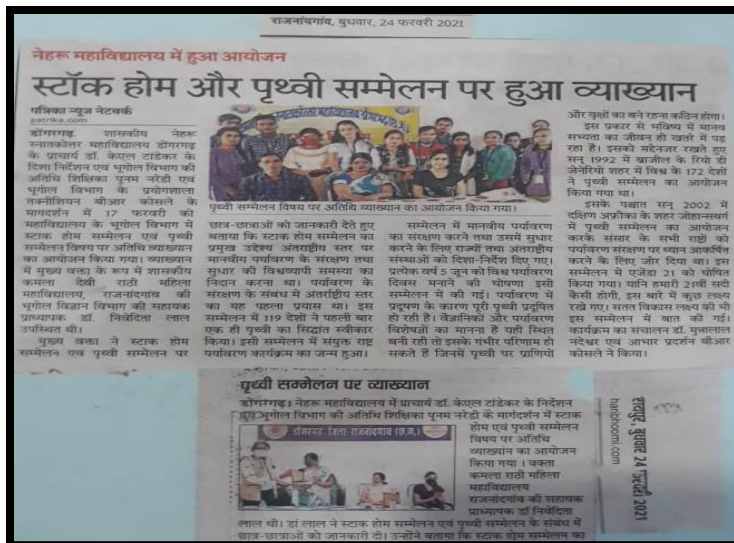 राजनांदगांव, बुधवार, 24 फरवरी 2021
नेहरू महाविद्यालय में हुआ आयोजन
स्टॉक होम और पृथ्वी सम्मेलन पर हुआ व्याख्यान
पत्रिका न्यूज नेटवर्क
patrika.com
डोंगरगढ़. शासकीय नेहरू
स्नातकोत्तर महाविद्यालय डोंगरगढ़
के प्राचार्य डॉ. केएल टांडेकर के
दिशा निर्देशन एवं भूगोल विभाग की
अतिथि शिक्षिका पूनम नरेडी एवं
भूगोल विभाग के प्रयोगशाला
तकनीशियन बीआर कोसले के
मार्गदर्शन में 17 फरवरी को
महाविद्यालय के भूगोल विभाग में
स्टाक होम सम्मेलन एवं पृथ्वी
सम्मेलन विषय पर अतिथि व्याख्यान
का आयोजन किया गया। व्याख्यान
में मुख्य वक्ता के रूप में शासकीय
कमला देवी राठी महिला
महाविद्यालय, राजनांदगांव की
भूगोल विज्ञान विभाग की सहायक
प्राध्यापक डॉ. निवेदिता लाल
उपस्थित थी।
मुख्य वक्ता ने स्टाक होम
सम्मेलन एवं पृथ्वी सम्मेलन पर
पृथ्वी सम्मेलन विषय पर अतिथि व्याख्यान का आयोजन किया गया।
छात्र-छात्राओं को जानकारी देते हुए
बताया कि स्टाक होम सम्मेलन का
प्रमुख उद्देश्य अंतराष्ट्रीय स्तर पर
मानवीय पर्यावरण के संरक्षण तथा
सुधार की विश्वव्यापी समस्या का
निदान करना था। पर्यावरण के
संरक्षण के संबंध में अंतर्राष्ट्रीय स्तर
का यह पहला प्रयास था। इस
सम्मेलन में 119 देशों ने पहली बार
एक ही पृथ्वी का सिद्धांत स्वीकार
किया। इसी सम्मेलन में संयुक्त राष्ट्र
पर्यावरण कार्यक्रम का जन्म हुआ।
सम्मेलन में मानवीय पर्यावरण
का संरक्षण करने तथा उसमें सुधार
करने के लिए राज्यों तथा अंतराष्ट्रीय
संस्थाओं को दिशा-निर्देश दिए गए।
प्रत्येक वर्ष 5 जून को विश्व पर्यावरण
दिवस मनाने की घोषणा इसी
सम्मेलन में की गई। पर्यावरण में
प्रदूषण के कारण पूरी पृथ्वी प्रदूषित
हो रही है। वैज्ञानिकों और पर्यावरण
विशेषज्ञों का मानना है यही स्थिति
बनी रही तो इसके गंभीर परिणाम हो
सकते हैं जिनमें पृथ्वी पर प्राणियों
और वृक्षों का बने रहना कठिन होगा।
इस प्रकार से भविष्य में मानव
सभ्यता का जीवन ही खतरे में पड़
रहा है। इसको मद्देनजर रखते हुए
सन् 1992 में ब्राजील के रियो डी
जेनेरियो शहर में विश्व के 172 देशों
ने पृथ्वी सम्मेलन का आयोजन
किया गया था।
इसके पश्चात सन् 2002 में
दक्षिण अफ्रीका के शहर जोहान्सबर्ग
में पृथ्वी सम्मेलन का आयोजन
करके संसार के सभी राष्ट्रों को
पर्यावरण संरक्षण पर ध्यान आकर्षित
करने के लिए जोर दिया था। इस
सम्मेलन में एजेंडा 21 को घोषित
किया गया। यानि हमारी 21वीं सदी
कैसी होगी, इस बारे में कुछ लक्ष्य
रखे गए। सतत विकास लक्ष्य की भी
इस सम्मेलन में बात की गई।
कार्यक्रम का संचालन डॉ. मुन्नालाल
नंदेश्वर एवं आभार प्रदर्शन बीआर
कोसले ने किया।
पृथ्वी सम्मेलन पर व्याख्यान
डोंगरगढ़। नेहरू महाविद्यालय में प्राचार्य डॉ. केएल टांडेकर के निर्देशन
एवं भूगोल विभाग की अतिथि शिक्षिका पूनम नरेडी के मार्गदर्शन में स्टाक
डोंगरगढ़ जिला-राजनांदगांव (छ.ग.)
होम एवं पृथ्वी सम्मेलन
विषय पर अतिथि
व्याख्यान का आयोजन
किया गया। वक्ता
कमला राठी महिला
महाविद्यालय
राजनांदगांव की सहायक
प्राध्यापक डॉ निवेदिता
लाल थी। डॉ लाल ने स्टाक होम सम्मेलन एवं पृथ्वी सम्मेलन के संबंध में
छात्र-छात्राओं को जानकारी दी। उन्होंने बताया कि स्टाक होम सम्मेलन का
रायपुर, बुधवार 24 फरवरी 2021
haribhoomi.com